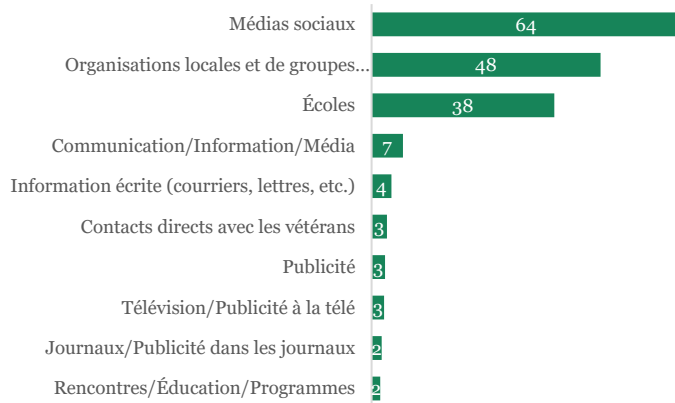 Médias sociaux 64
Organisations locales et de groupes... 48
Écoles 38
Communication/Information/Média 7
Information écrite (courriers, lettres, etc.) 4
Contacts directs avec les vétérans 3
Publicité 3
Télévision/Publicité à la télé 3
Journaux/Publicité dans les journaux 2
Rencontres/Éducation/Programmes 2